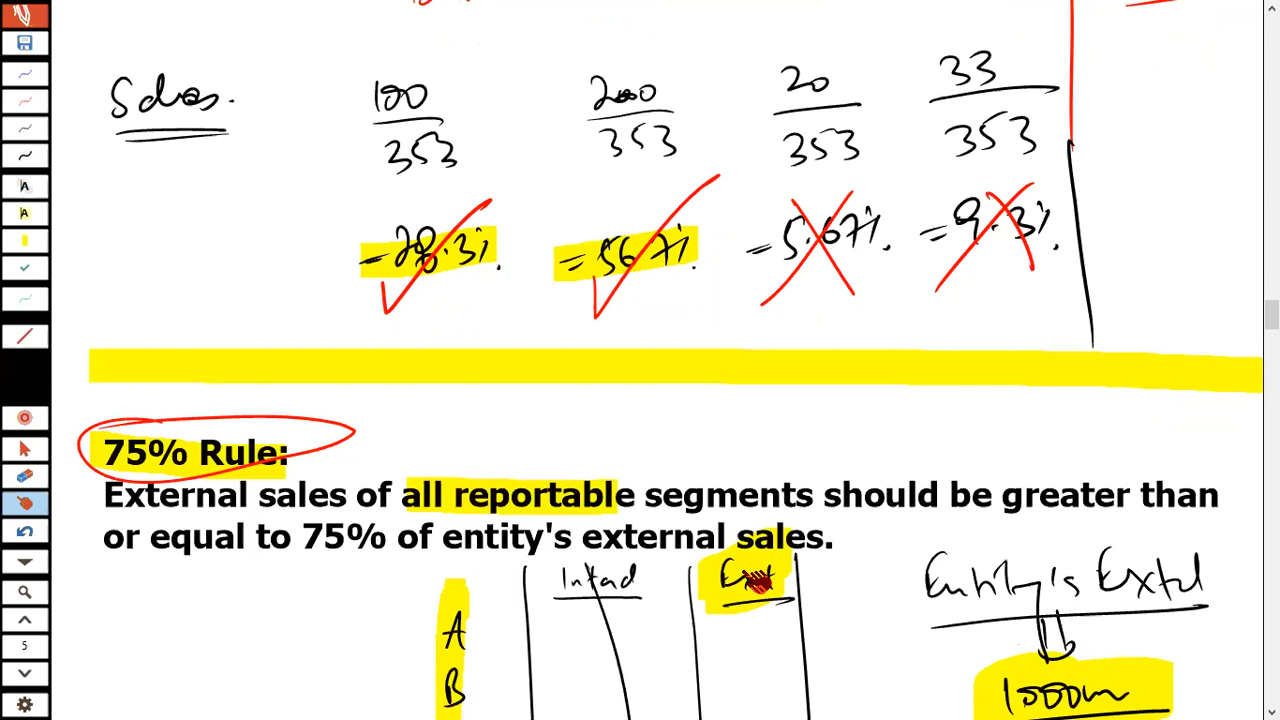 Sales. 100 200 20 33
353 353 353 353
= 28.3%. = 56.7%. = 5.67%. = 9.3%.
75% Rule:
External sales of all reportable segments should be greater than
or equal to 75% of entity's external sales.
Ext Entity's Extl
A
B 1000m
5